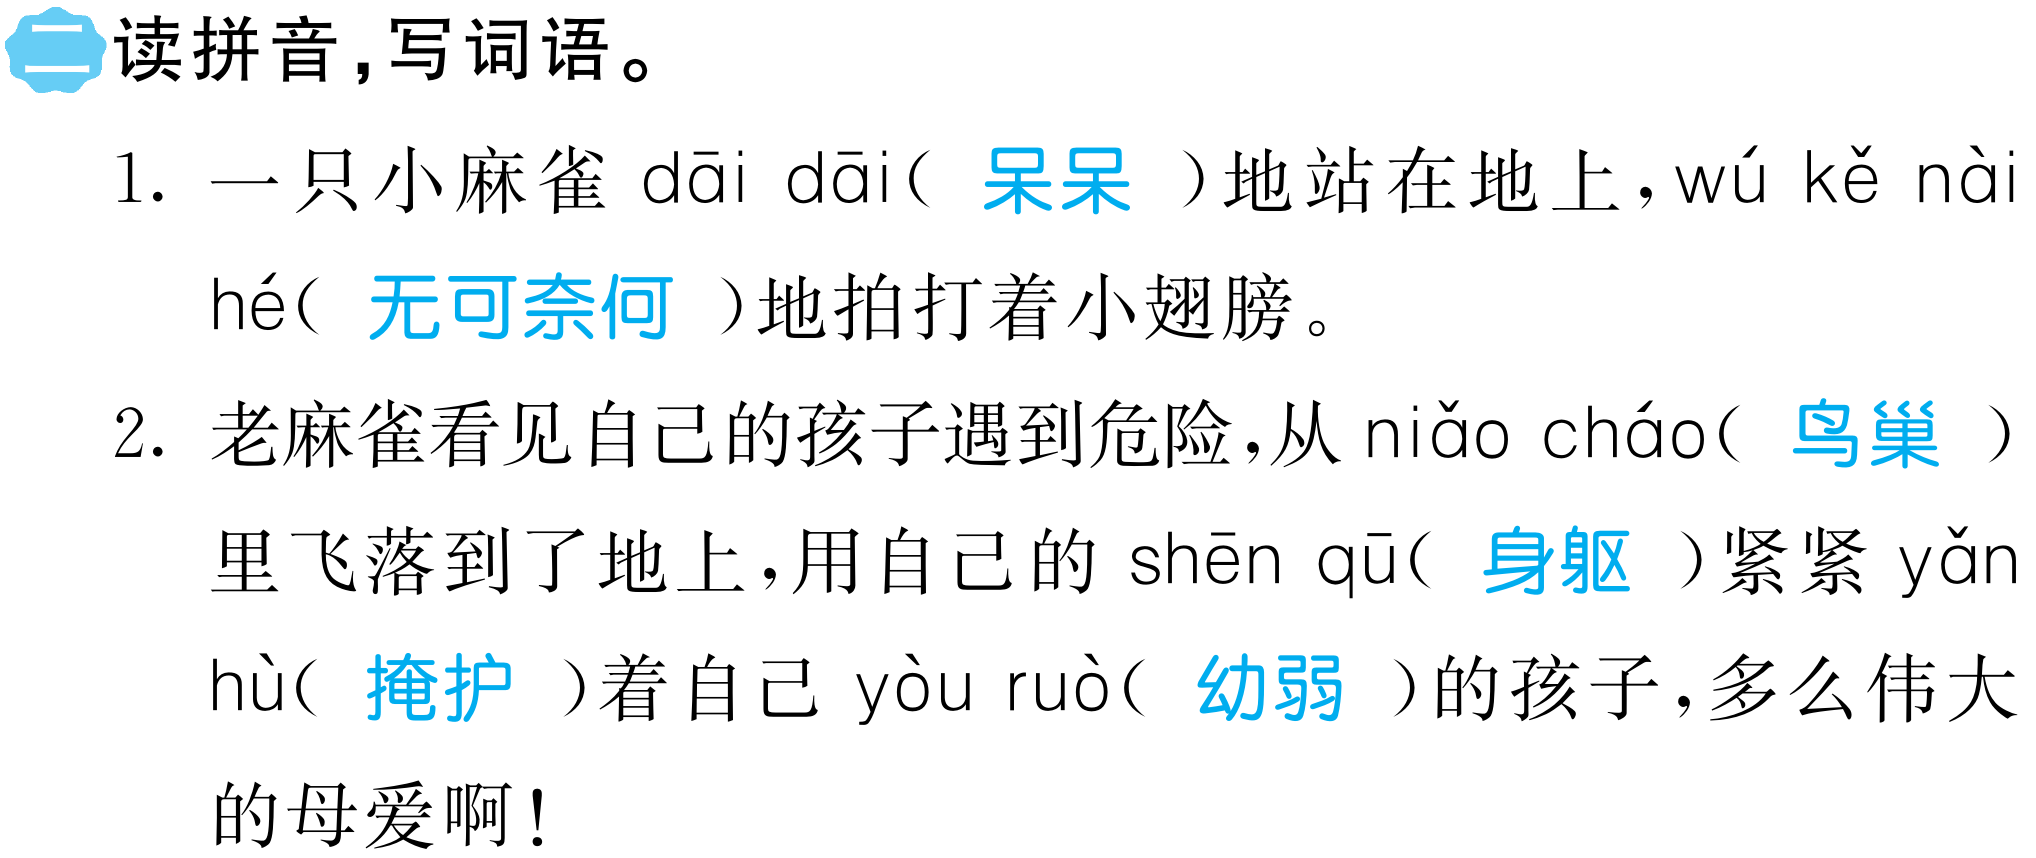 二 读拼音,写词语。
1. 一只小麻雀 dāi dāi( 呆呆 )地站在地上,wú kě nài
hé( 无可奈何 )地拍打着小翅膀。
2. 老麻雀看见自己的孩子遇到危险,从 niǎo cháo( 鸟巢 )
里飞落到了地上,用自己的 shēn qū( 身躯 )紧紧 yǎn
hù( 掩护 )着自己 yòu ruò( 幼弱 )的孩子,多么伟大
的母爱啊!